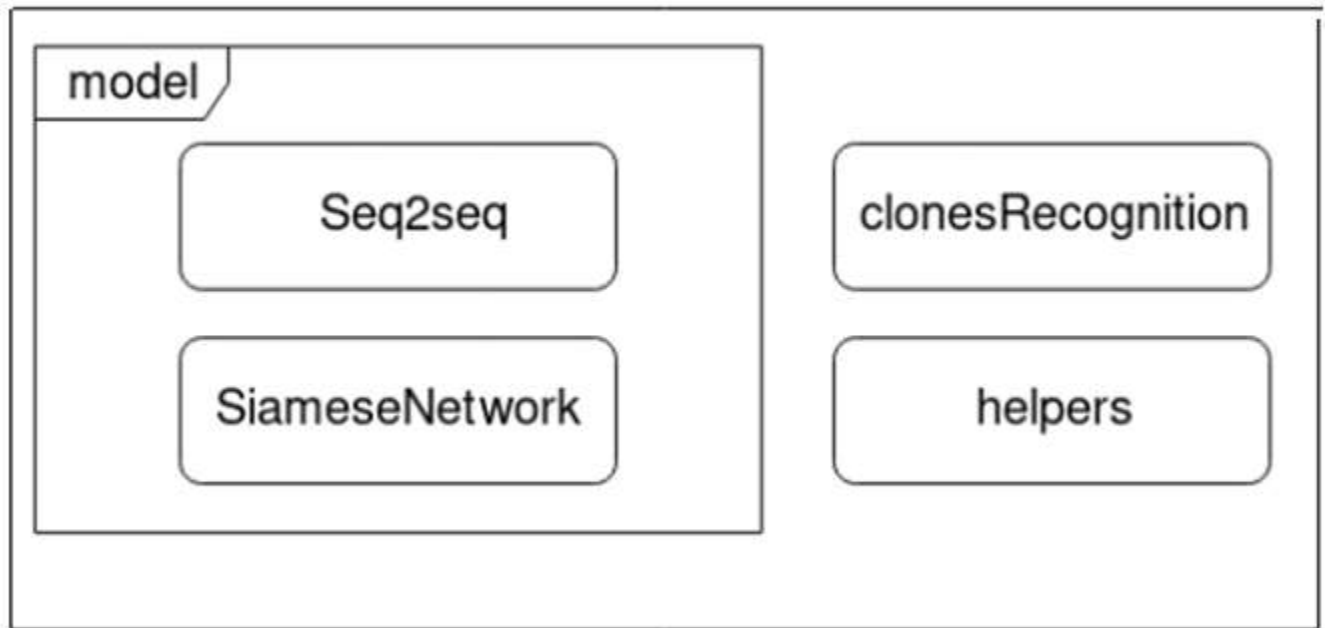 model
Seq2seq
clonesRecognition
SiameseNetwork
helpers